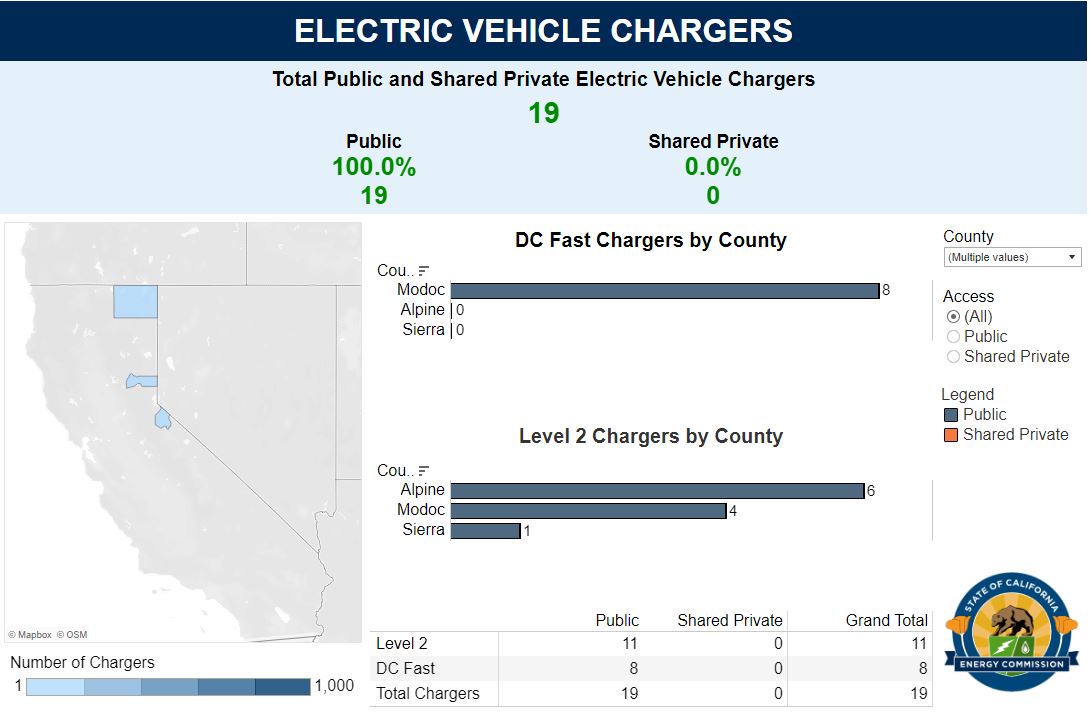 ELECTRIC VEHICLE CHARGERS
Total Public and Shared Private Electric Vehicle Chargers
19
Public Shared Private
100.0% 0.0%
19 0
© Mapbox © OSM
Number of Chargers
1 1,000
DC Fast Chargers by County
Cou..
Modoc 8
Alpine 0
Sierra 0
Level 2 Chargers by County
Cou..
Alpine 6
Modoc 4
Sierra 1
Public Shared Private Grand Total
Level 2 11 0 11
DC Fast 8 0 8
Total Chargers 19 0 19
County
(Multiple values)
Access
(All)
Public
Shared Private
Legend
Public
Shared Private
STATE OF CALIFORNIA
ENERGY COMMISSION